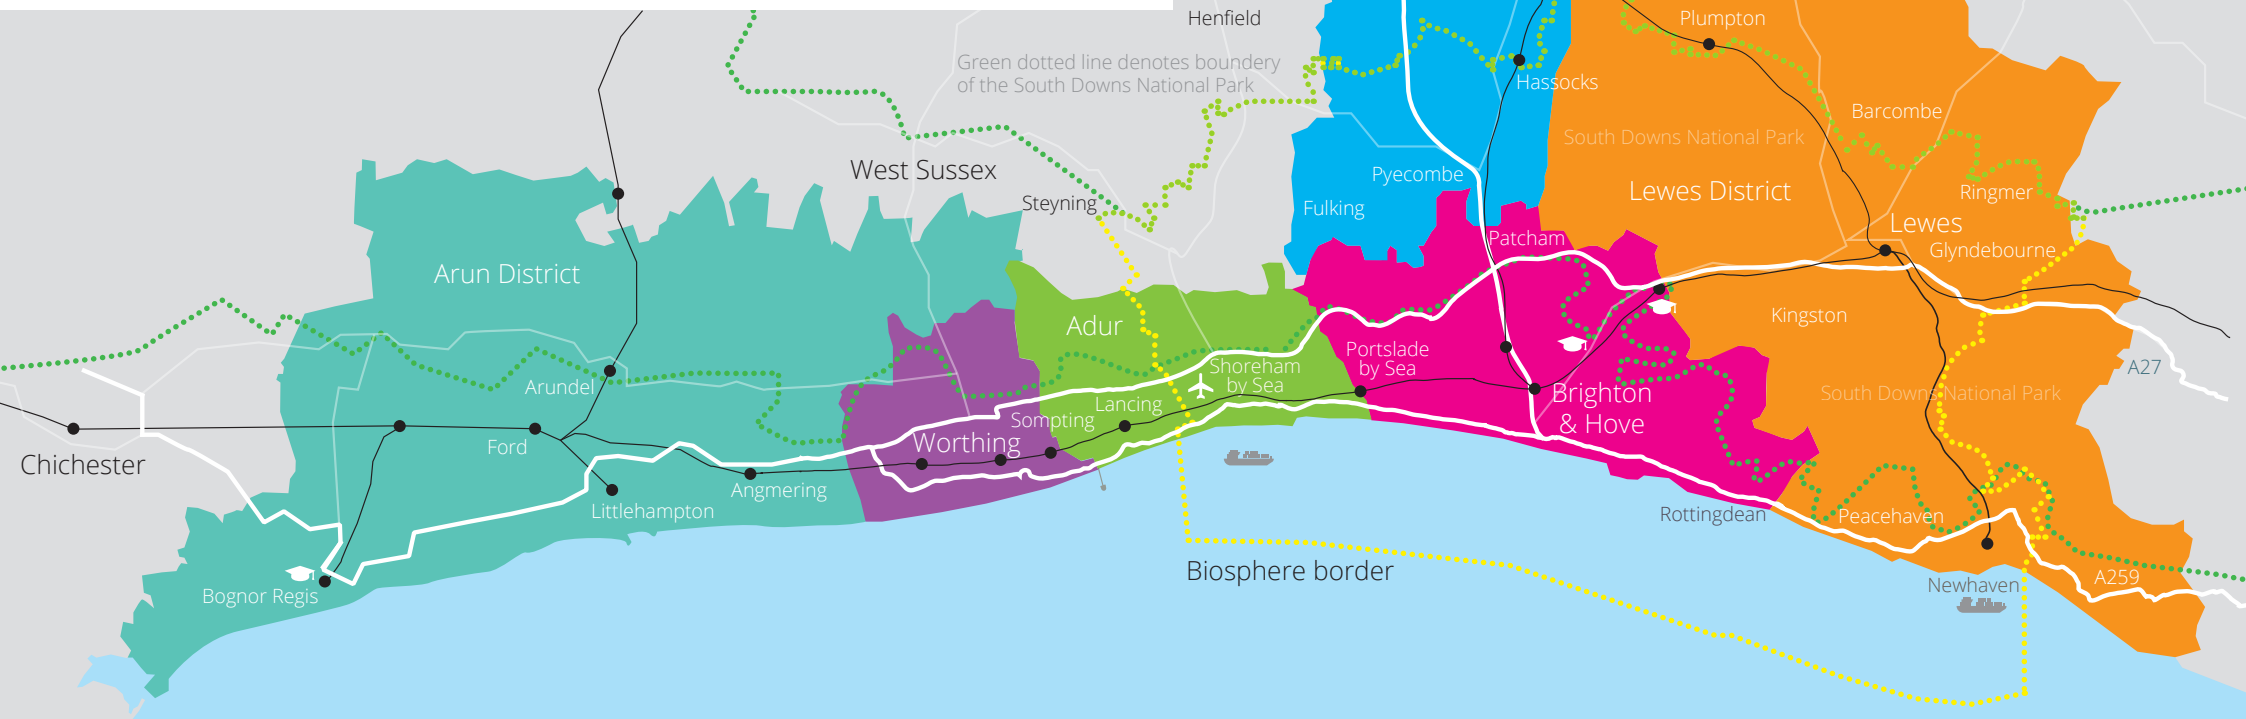 Henfield
Plumpton
Green dotted line denotes boundery
of the South Downs National Park
Hassocks
Barcombe
South Downs National Park
West Sussex
Pyecombe
Lewes District
Ringmer
Steyning
Fulking
Lewes
Patcham
Glyndebourne
Arun District
Adur
Kingston
Portslade
by Sea
Shoreham
by Sea
A27
Arundel
South Downs National Park
Brighton
& Hove
Lancing
Sompting
Worthing
Ford
Chichester
Angmering
Littlehampton
Rottingdean
Peacehaven
Biosphere border
A259
Newhaven
Bognor Regis